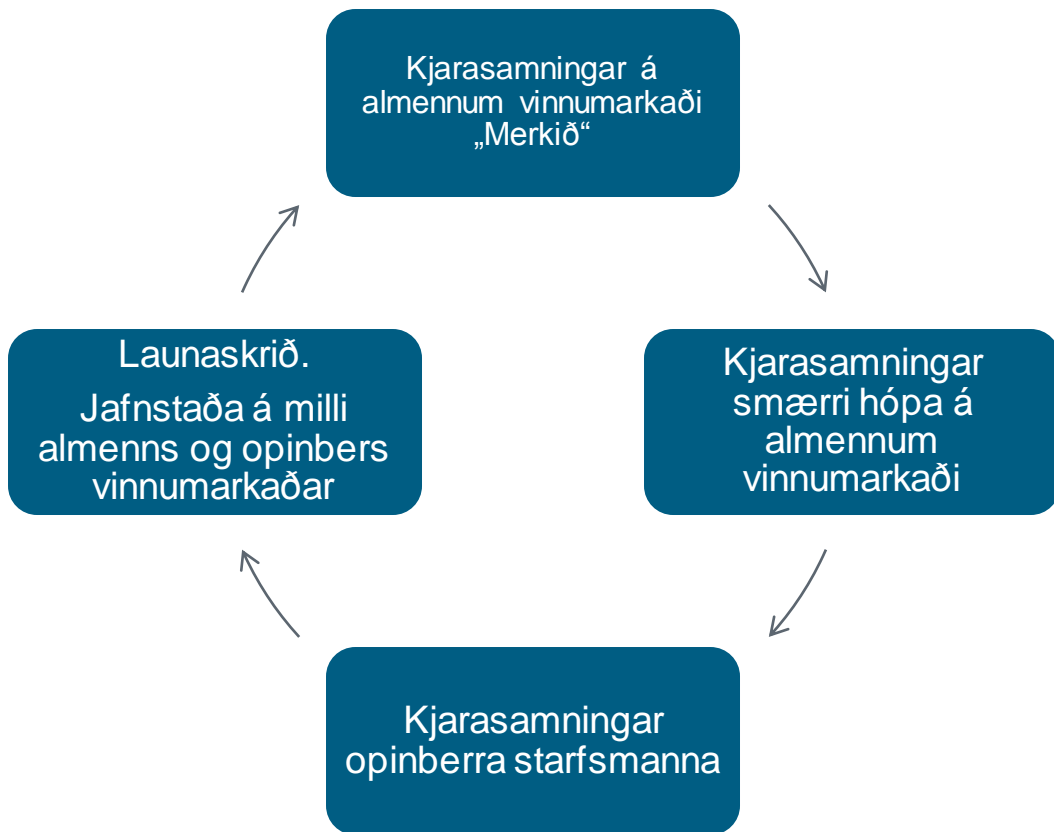 Kjarasamningar á
almennum vinnumarkaði
„Merkið“
Kjarasamningar
smærri hópa á
almennum
vinnumarkaði
Kjarasamningar
opinberra starfsmanna
Launaskrið.
Jafnstaða á milli
almenns og opinbers
vinnumarkaðar